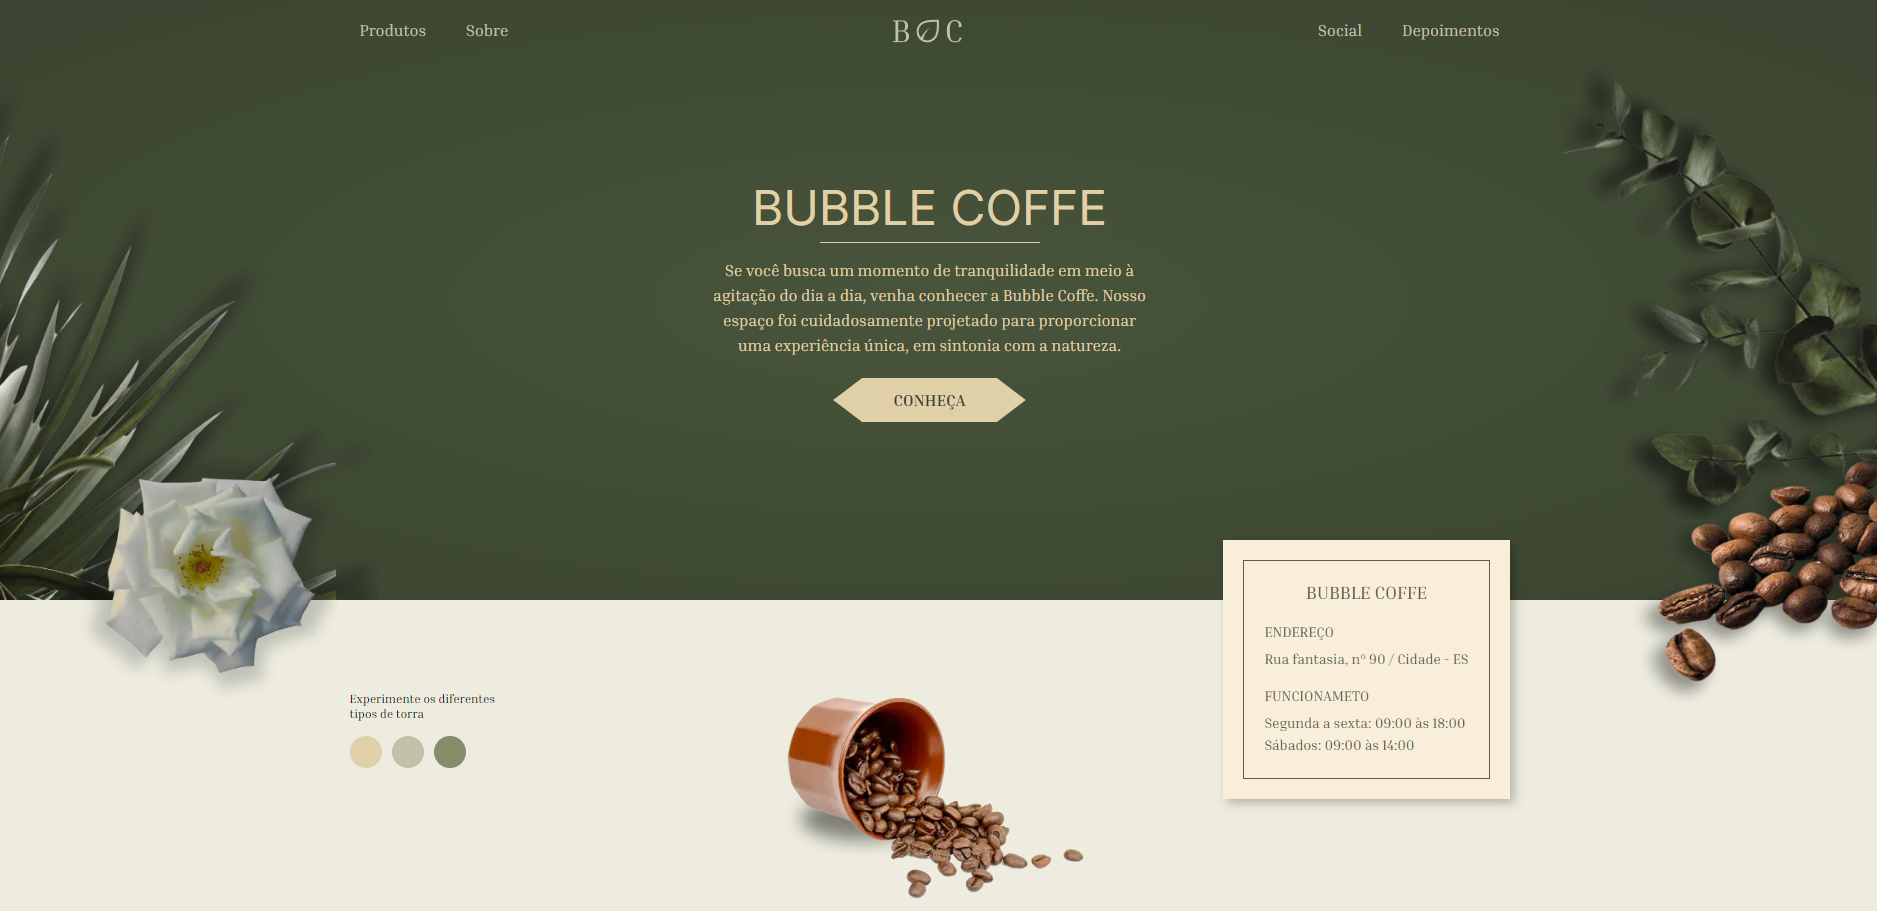 Produtos
Sobre
B C
Social
Depoimentos
BUBBLE COFFE
Se você busca um momento de tranquilidade em meio à
agitação do dia a dia, venha conhecer a Bubble Coffe. Nosso
espaço foi cuidadosamente projetado para proporcionar
uma experiência única, em sintonia com a natureza.
CONHEÇA
BUBBLE COFFE
ENDEREÇO
Rua fantasia, nº 90 / Cidade - ES
FUNCIONAMETO
Segunda a sexta: 09:00 às 18:00
Sábados: 09:00 às 14:00
Experimente os diferentes
tipos de torra